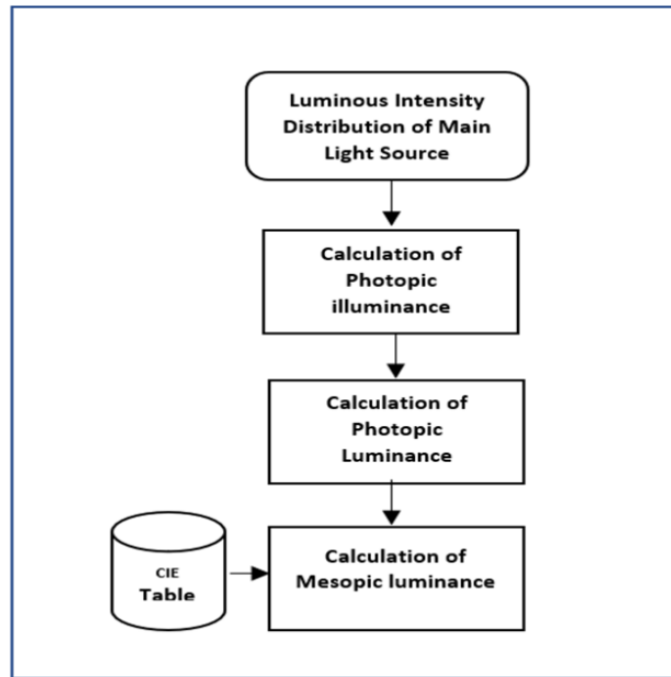 Luminous Intensity
Distribution of Main
Light Source
Calculation of
Photopic
illuminance
Calculation of
Photopic
Luminance
CIE
Table
Calculation of
Mesopic luminance